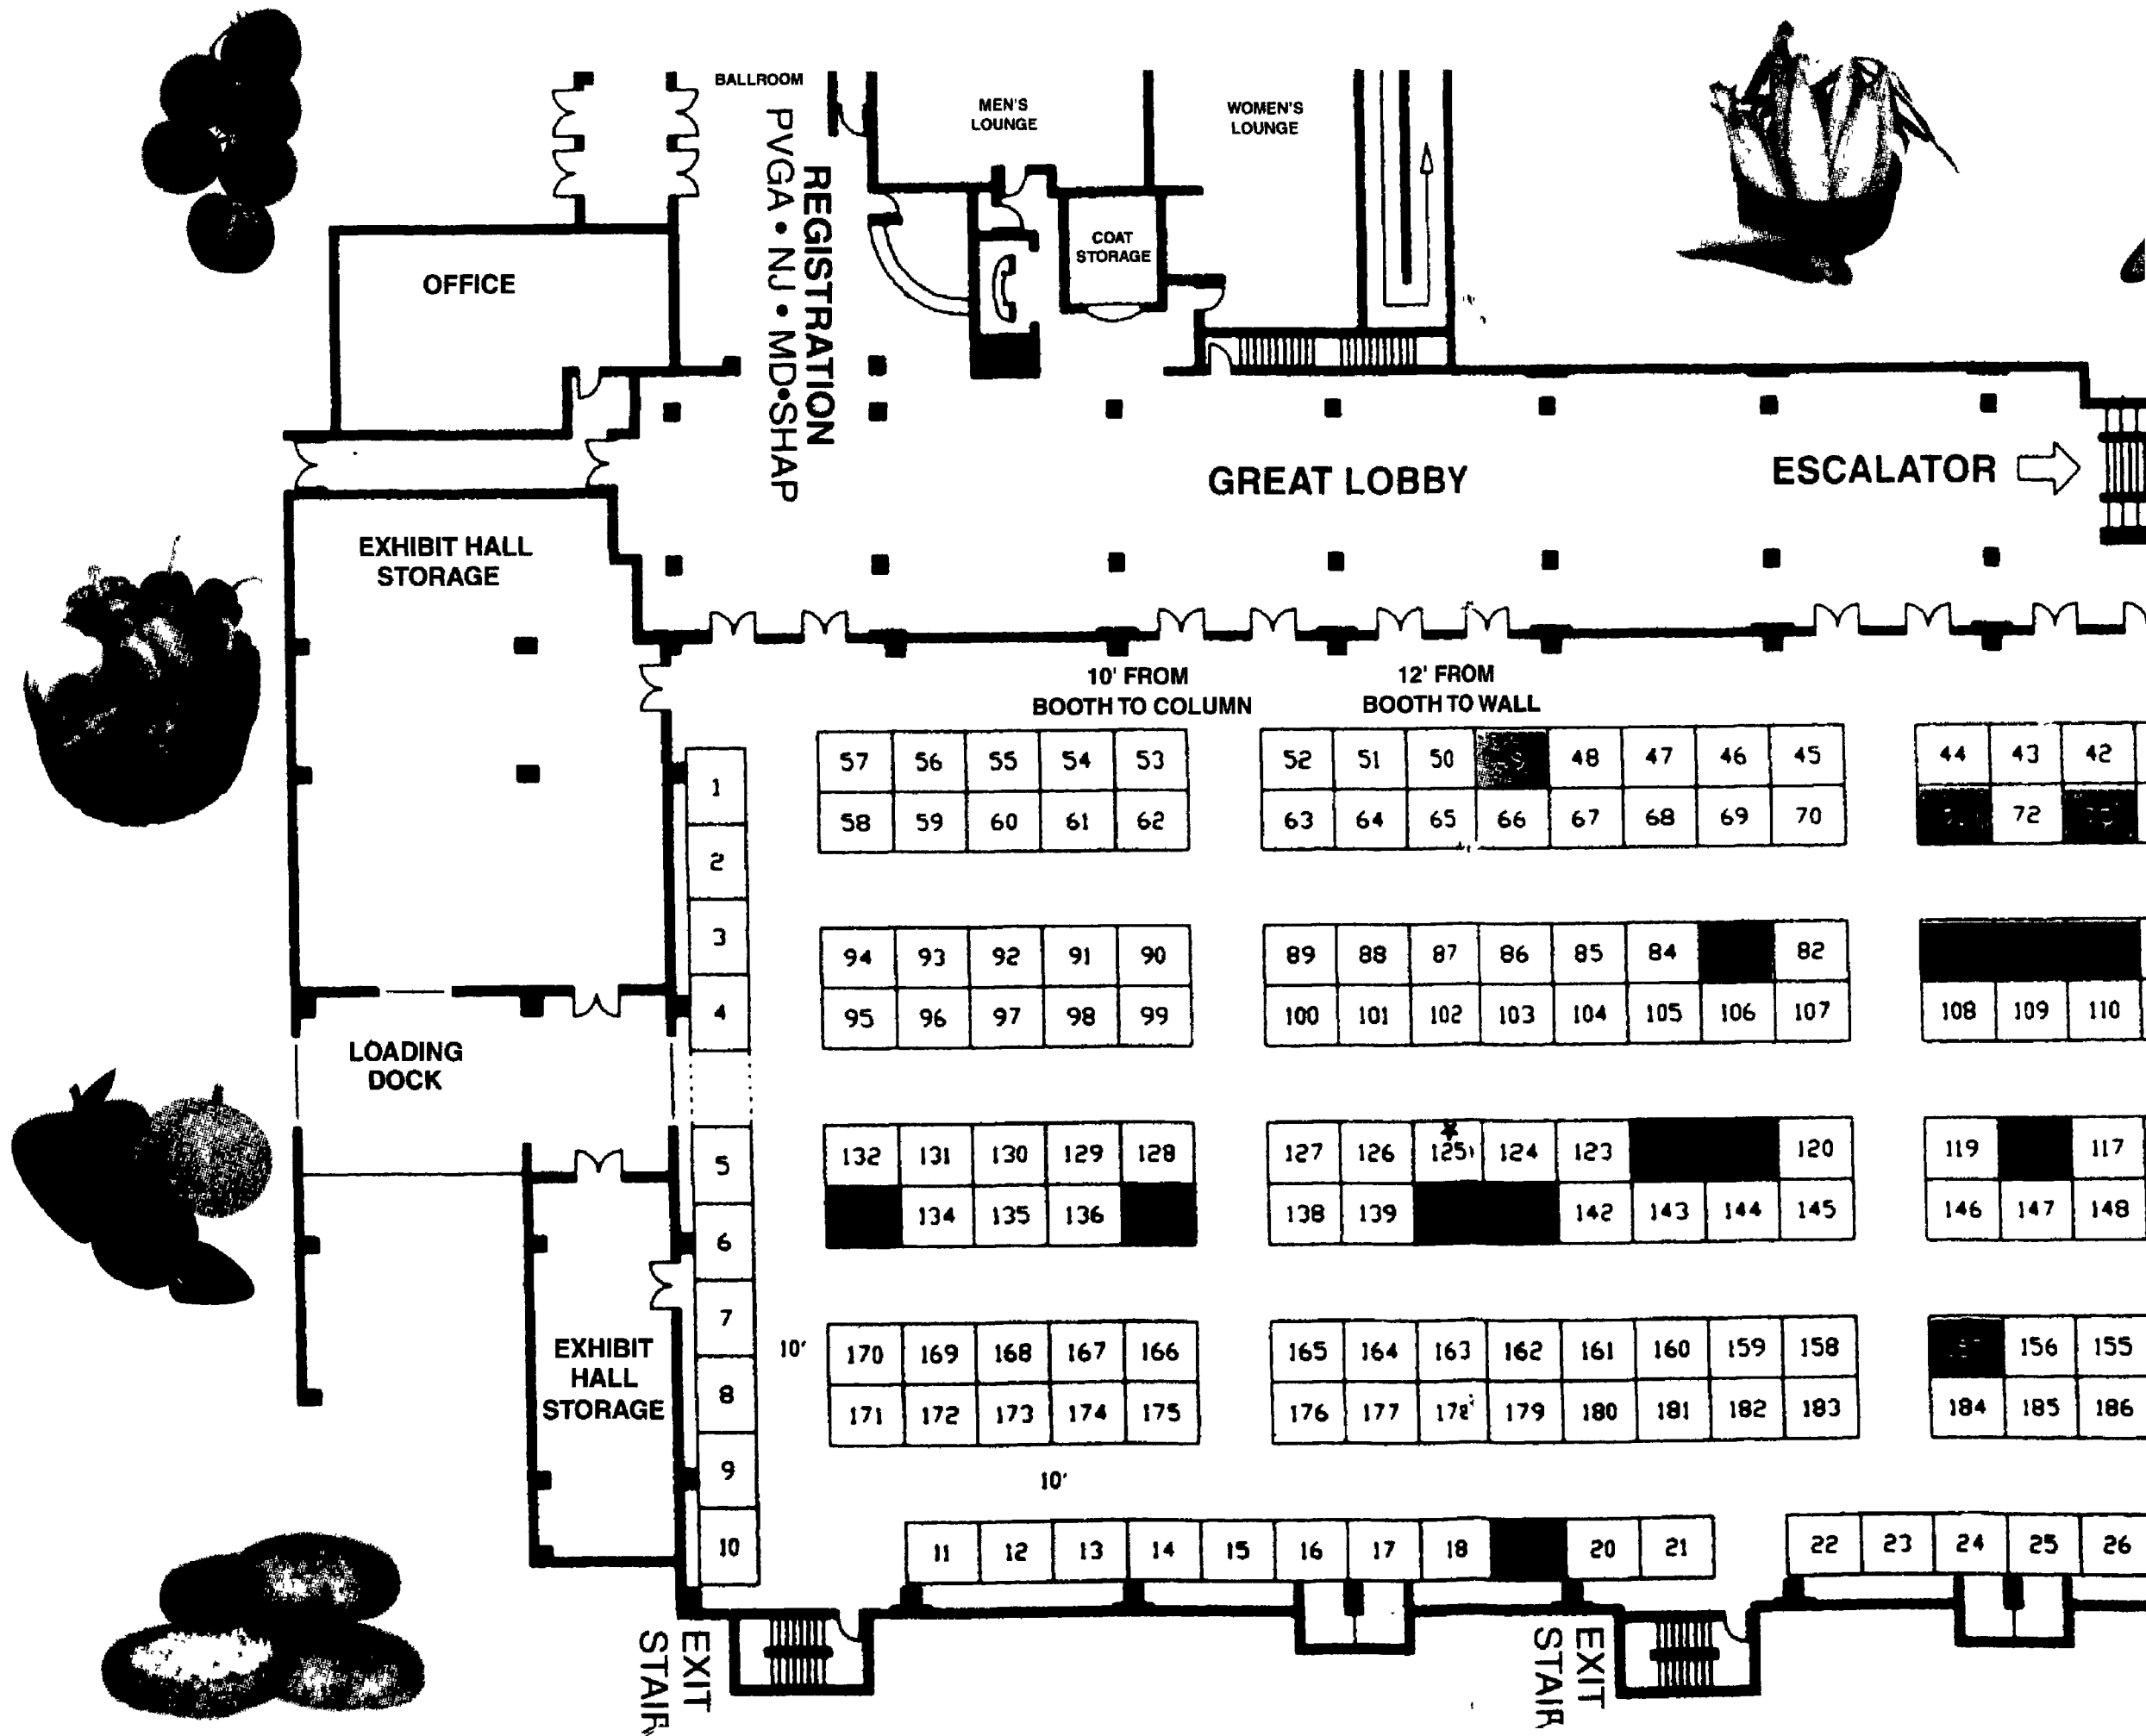 BALLROOM
MEN'S
LOUNGE
WOMEN'S
LOUNGE
REGISTRATION
PVGA • NJ • MD•SHAP
COAT
STORAGE
OFFICE
GREAT LOBBY
ESCALATOR
EXHIBIT HALL
STORAGE
10' FROM
BOOTH TO COLUMN
12' FROM
BOOTH TO WALL
57 56 55 54 53 52 51 50 48 47 46 45 44 43 42
1
58 59 60 61 62 63 64 65 66 67 68 69 70 72
2
3
94 93 92 91 90 89 88 87 86 85 84 82
4
95 96 97 98 99 100 101 102 103 104 105 106 107 108 109 110
LOADING
DOCK
5
132 131 130 129 128 127 126 125 124 123 120 119 117
6
134 135 136 138 139 142 143 144 145 146 147 148
7
10'
170 169 168 167 166 165 164 163 162 161 160 159 158 156 155
EXHIBIT
HALL
STORAGE
8
171 172 173 174 175 176 177 178 179 180 181 182 183 184 185 186
9
10'
10
11 12 13 14 15 16 17 18 20 21 22 23 24 25 26
EXIT
STAIR
EXIT
STAIR